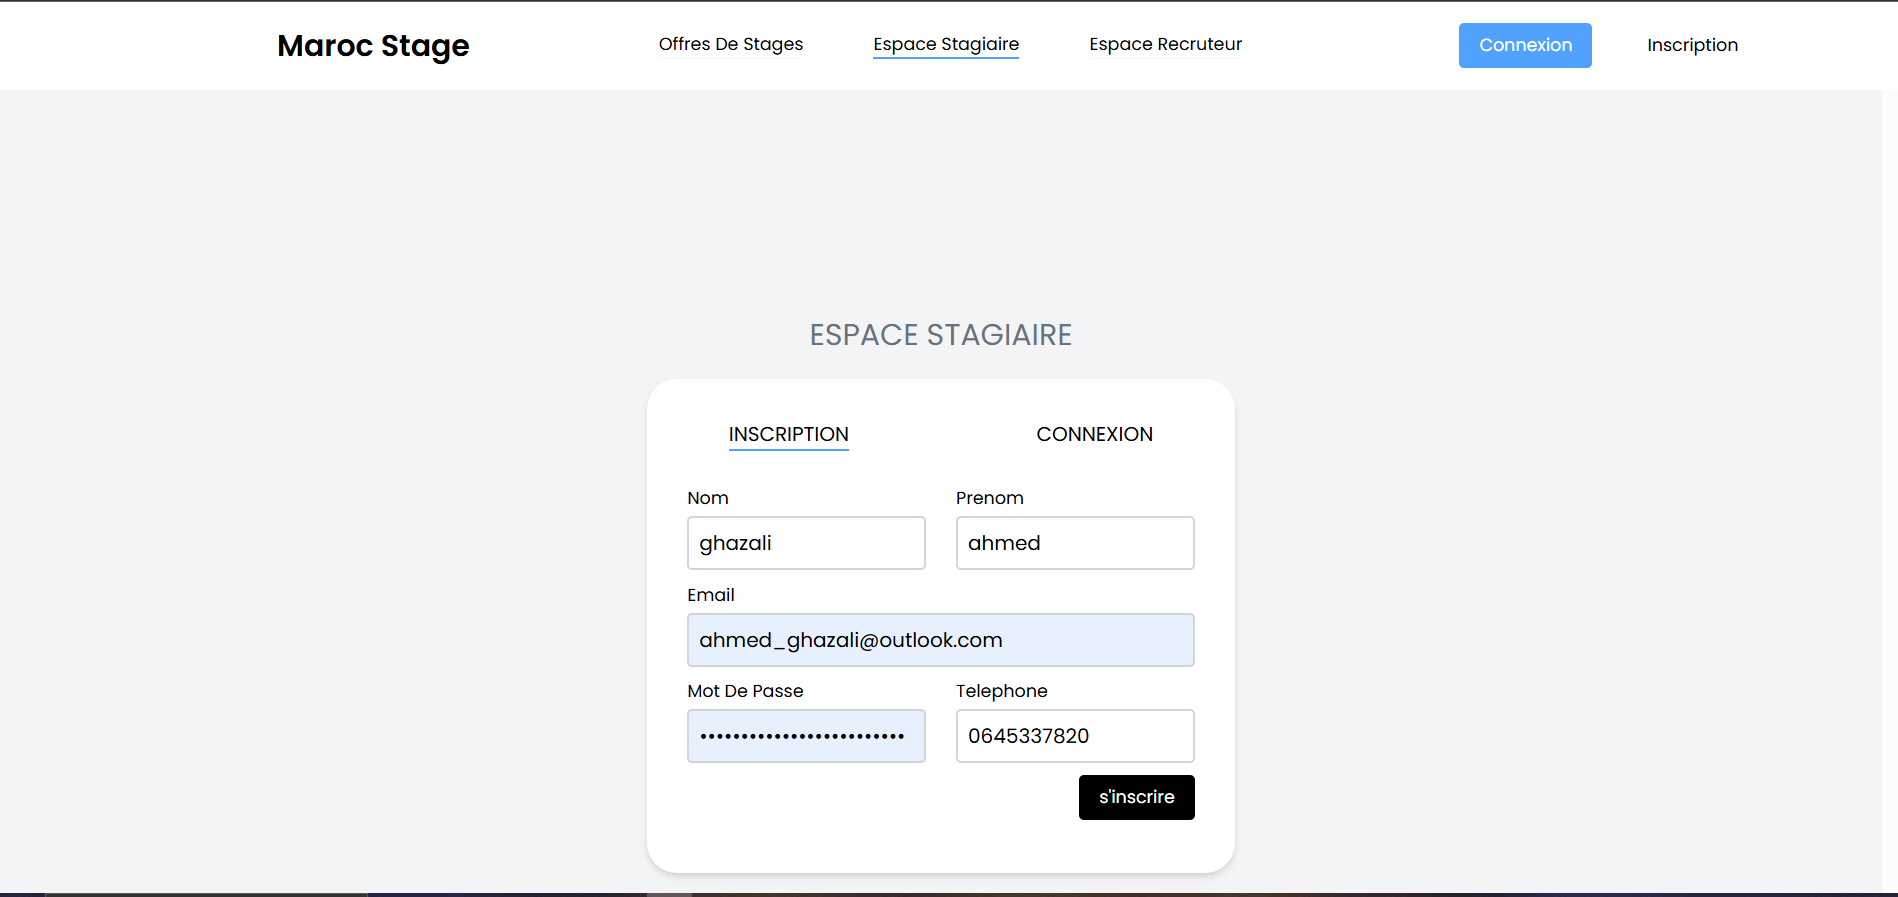 Maroc Stage
Offres De Stages
Espace Stagiaire
Espace Recruteur
Connexion
Inscription
ESPACE STAGIAIRE
INSCRIPTION
CONNEXION
Nom
Prenom
ghazali
ahmed
Email
ahmed_ghazali@outlook.com
Mot De Passe
Telephone
•••••••••••••••••••••••••
0645337820
s'inscrire